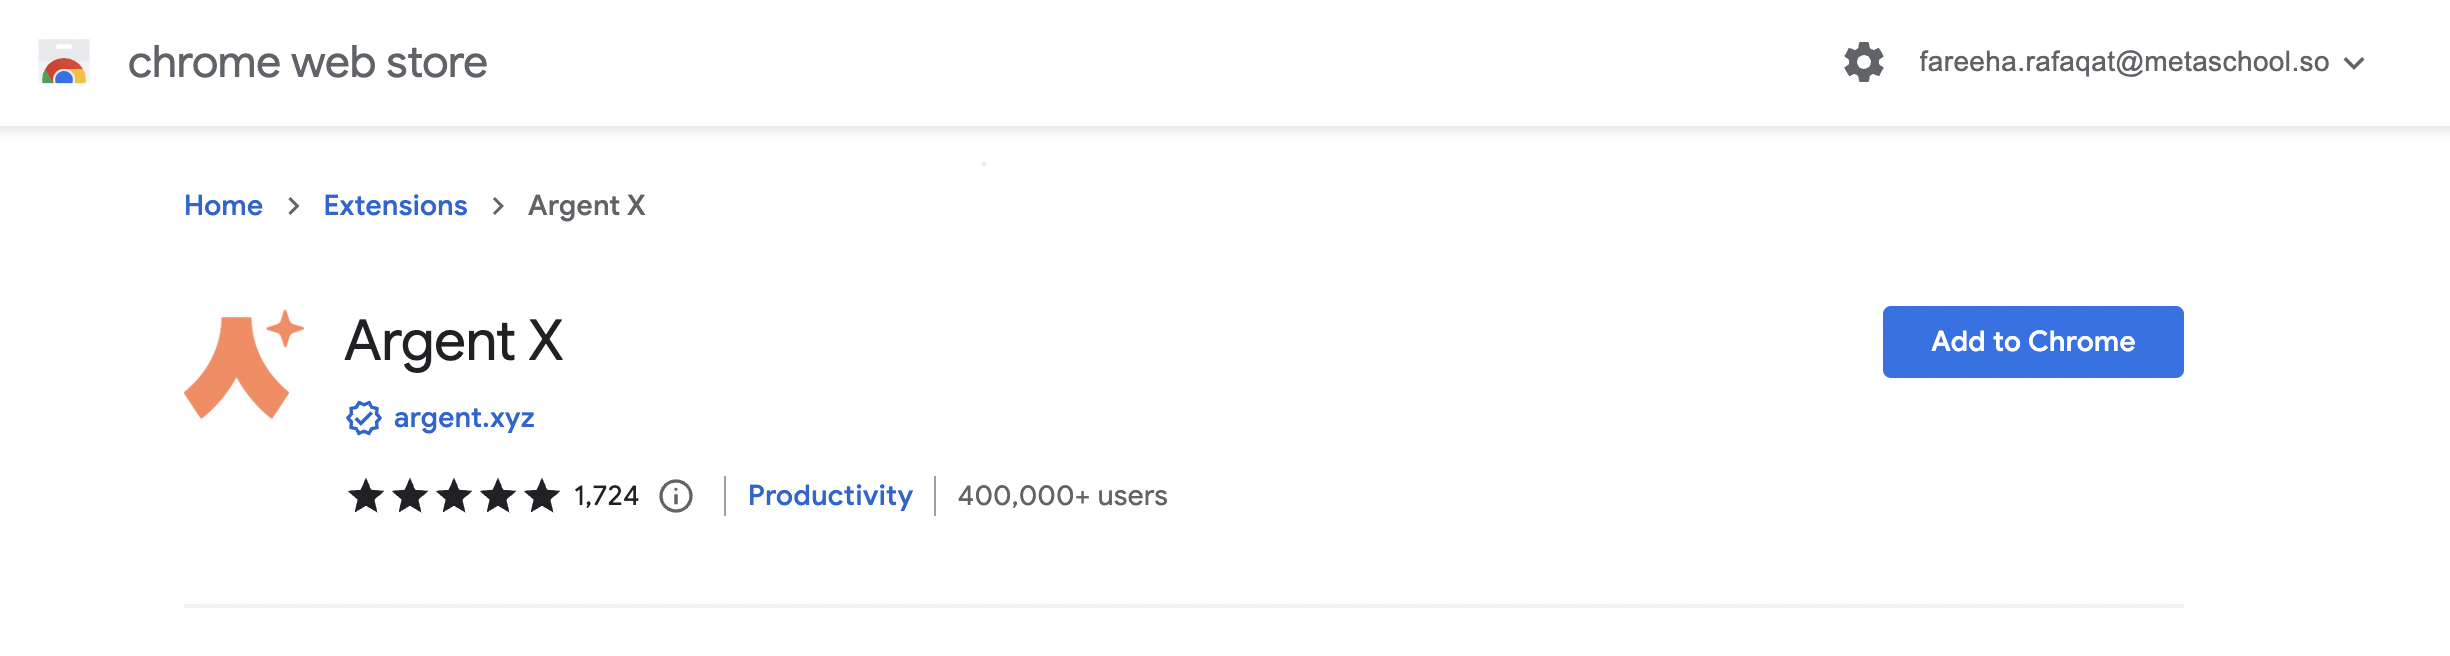 chrome web store
fareeha.rafaqat@metaschool.so
Home > Extensions > Argent X
Argent X
Add to Chrome
argent.xyz
1,724 | Productivity | 400,000+ users